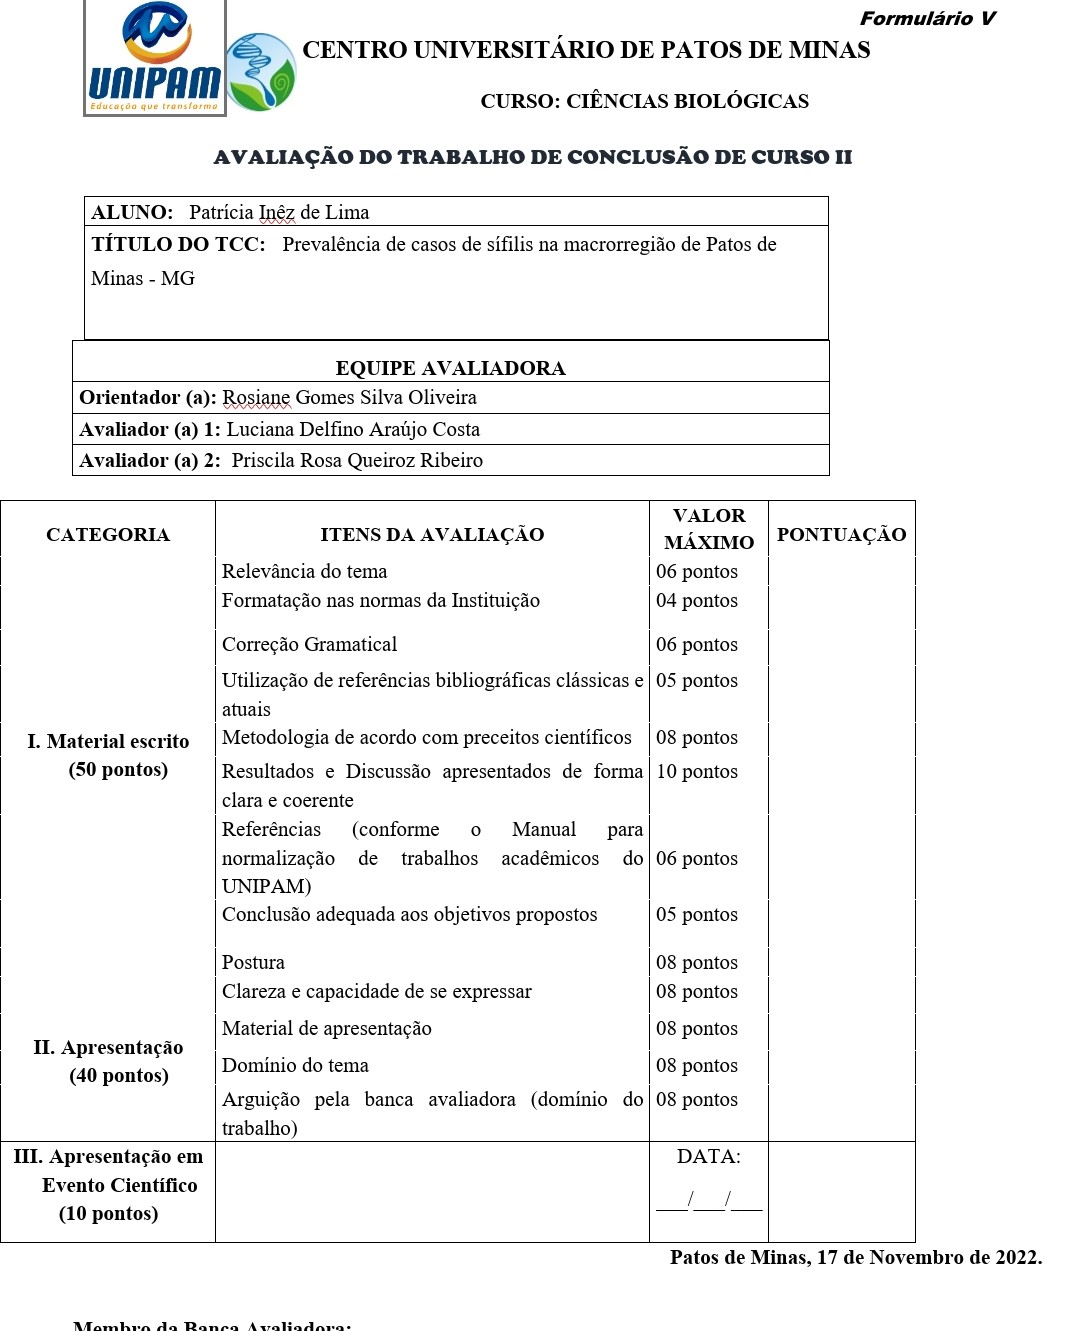 Formulário V
UNIPAM
Educação que transforma
CENTRO UNIVERSITÁRIO DE PATOS DE MINAS
CURSO: CIÊNCIAS BIOLÓGICAS
AVALIAÇÃO DO TRABALHO DE CONCLUSÃO DE CURSO II
ALUNO: Patrícia Inêz de Lima
TÍTULO DO TCC: Prevalência de casos de sífilis na macrorregião de Patos de
Minas - MG
EQUIPE AVALIADORA
Orientador (a): Rosiane Gomes Silva Oliveira
Avaliador (a) 1: Luciana Delfino Araújo Costa
Avaliador (a) 2: Priscila Rosa Queiroz Ribeiro
CATEGORIA ITENS DA AVALIAÇÃO VALOR MÁXIMO PONTUAÇÃO
I. Material escrito
(50 pontos)
Relevância do tema 06 pontos
Formatação nas normas da Instituição 04 pontos
Correção Gramatical 06 pontos
Utilização de referências bibliográficas clássicas e 05 pontos
atuais
Metodologia de acordo com preceitos científicos 08 pontos
Resultados e Discussão apresentados de forma 10 pontos
clara e coerente
Referências (conforme o Manual para
normalização de trabalhos acadêmicos do 06 pontos
UNIPAM)
Conclusão adequada aos objetivos propostos 05 pontos
II. Apresentação
(40 pontos)
Postura 08 pontos
Clareza e capacidade de se expressar 08 pontos
Material de apresentação 08 pontos
Domínio do tema 08 pontos
Arguição pela banca avaliadora (domínio do 08 pontos
trabalho)
III. Apresentação em
Evento Científico
(10 pontos)
DATA:
___/___/___
Patos de Minas, 17 de Novembro de 2022.
Membro da Banca Avaliadora: